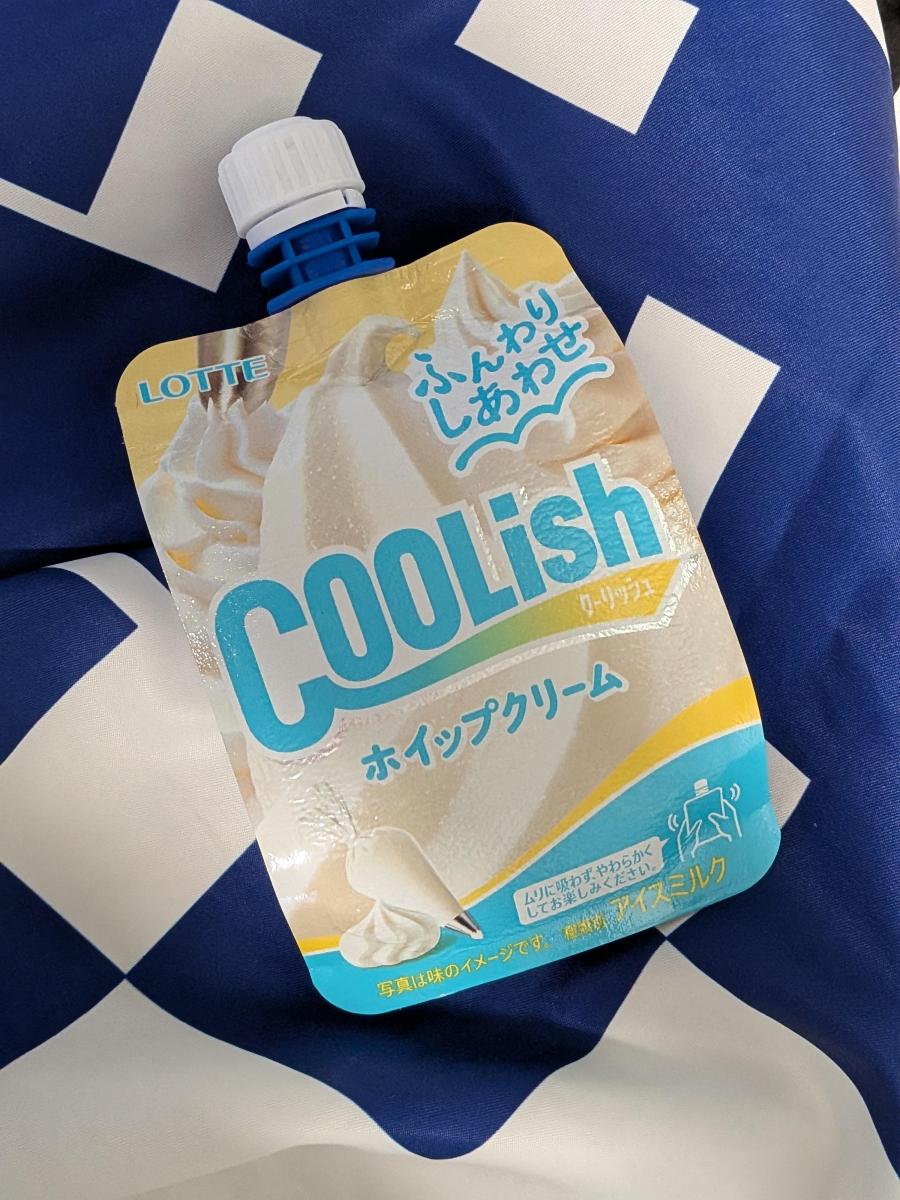 LOTTE
ふんわり
しあわせ
COOLish
クーリッシュ
ホイップクリーム
ムリに吸わず、やわらかく
してお楽しみください。
写真は味のイメージです。 種類別 アイスミルク